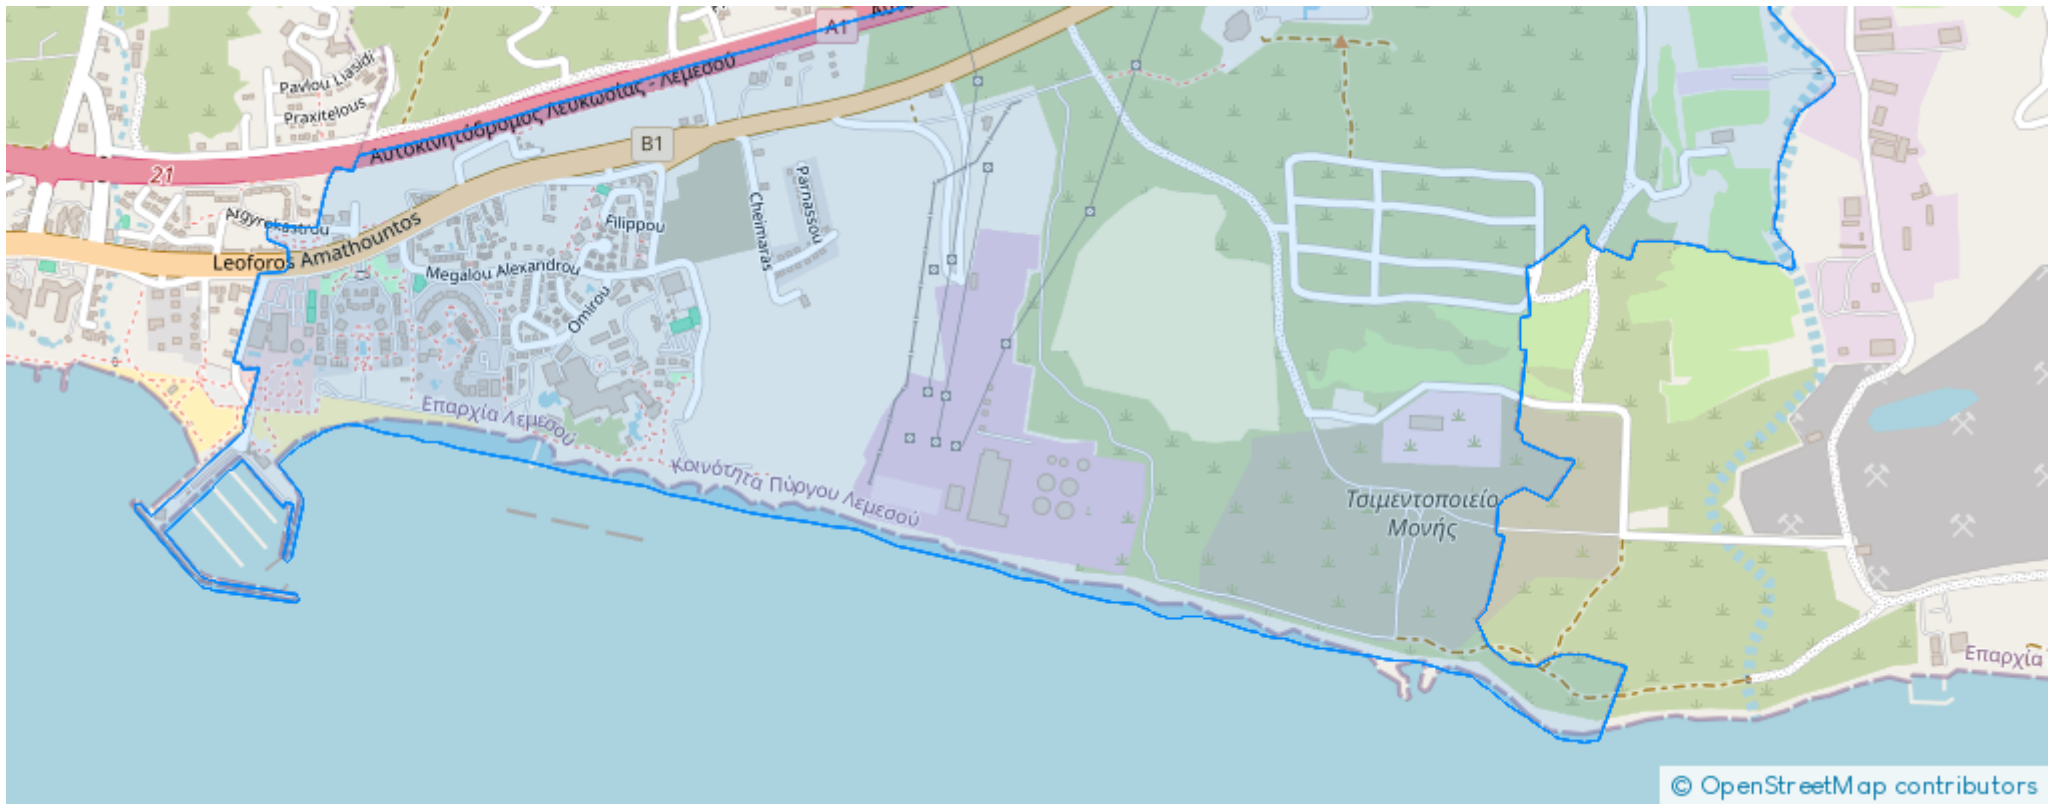 A1
Αυτοκινητόδρομος Λευκωσίας - Λεμεσού
Pavlou Liasidi
Praxitelous
B1
21
Argyrokastrou
Leoforos Amathountos
Filippou
Parnassou
Cheimaras
Megalou Alexandrou
Omirou
Επαρχία Λεμεσού
Κοινότητα Πύργου Λεμεσού
Τσιμεντοποιείο
Μονής
Επαρχία
© OpenStreetMap contributors